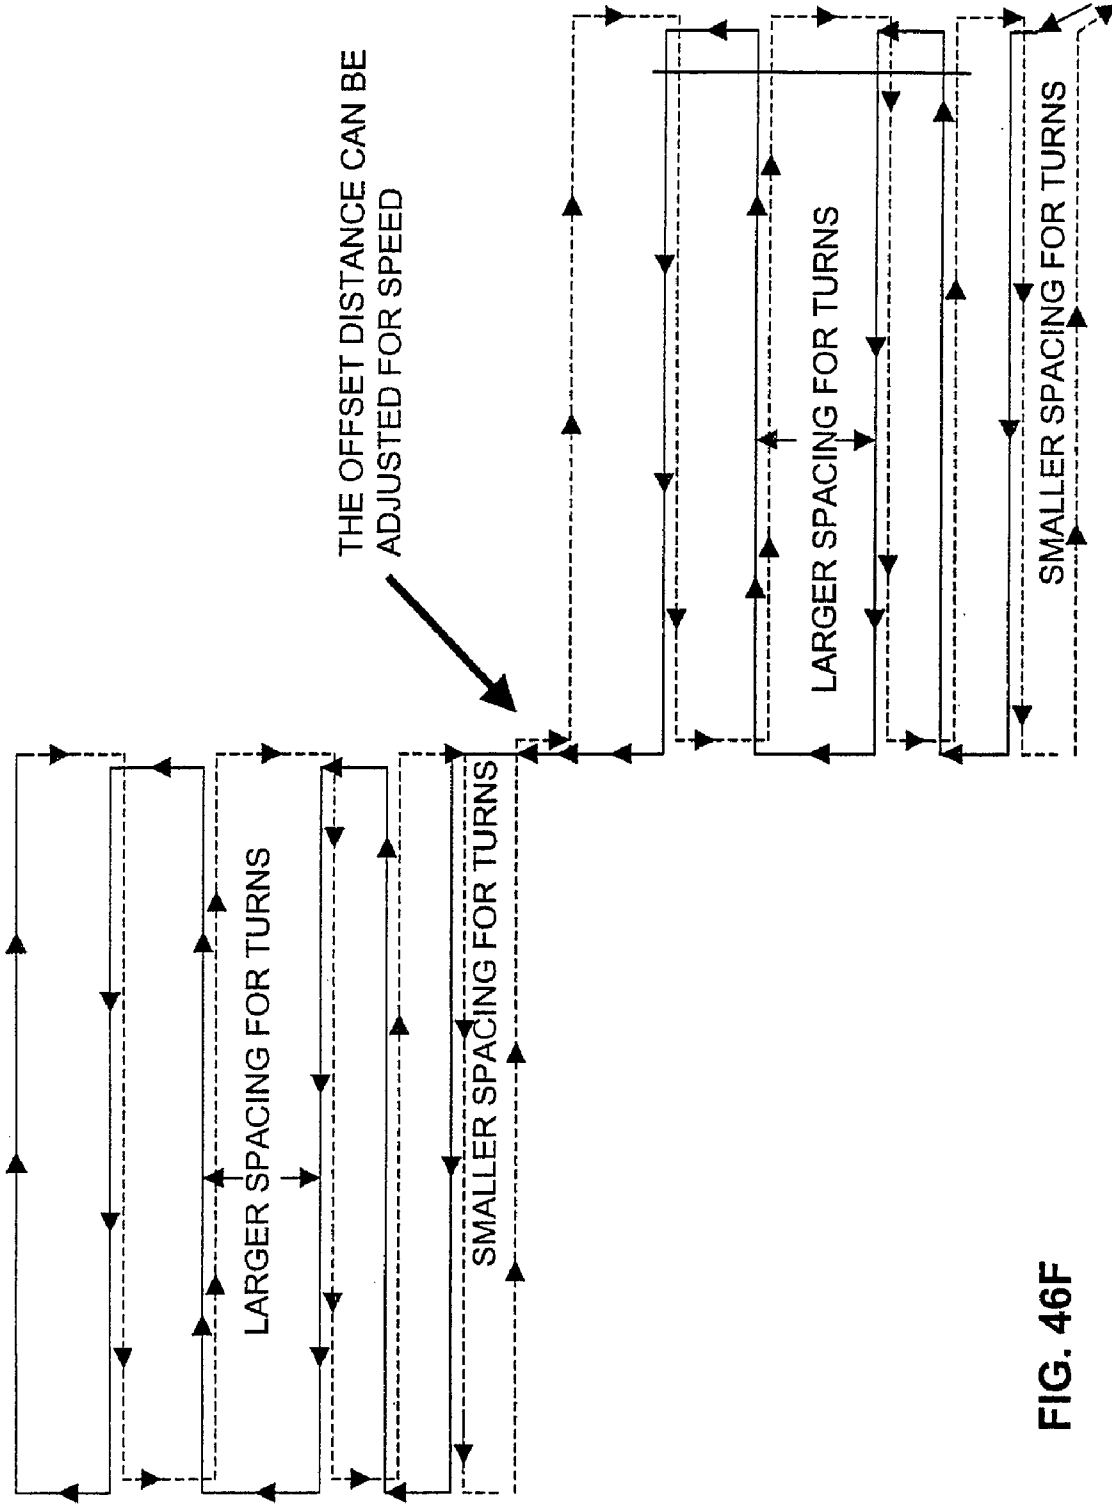 THE OFFSET DISTANCE CAN BE
ADJUSTED FOR SPEED
LARGER SPACING FOR TURNS
SMALLER SPACING FOR TURNS
LARGER SPACING FOR TURNS
SMALLER SPACING FOR TURNS
FIG. 46F